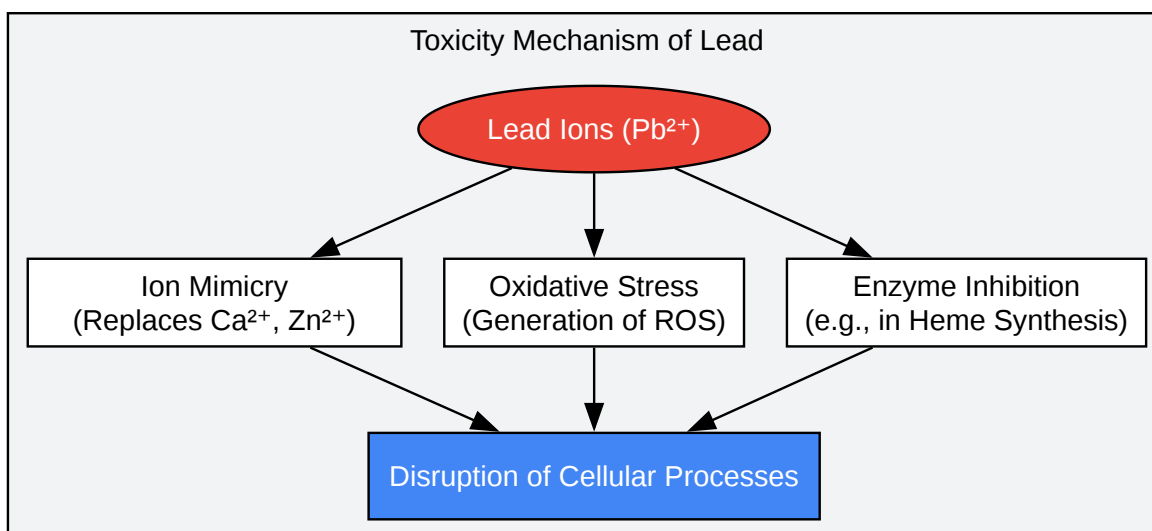 Toxicity Mechanism of Lead
Lead Ions (Pb²⁺)
Ion Mimicry
(Replaces Ca²⁺, Zn²⁺)
Oxidative Stress
(Generation of ROS)
Enzyme Inhibition
(e.g., in Heme Synthesis)
Disruption of Cellular Processes